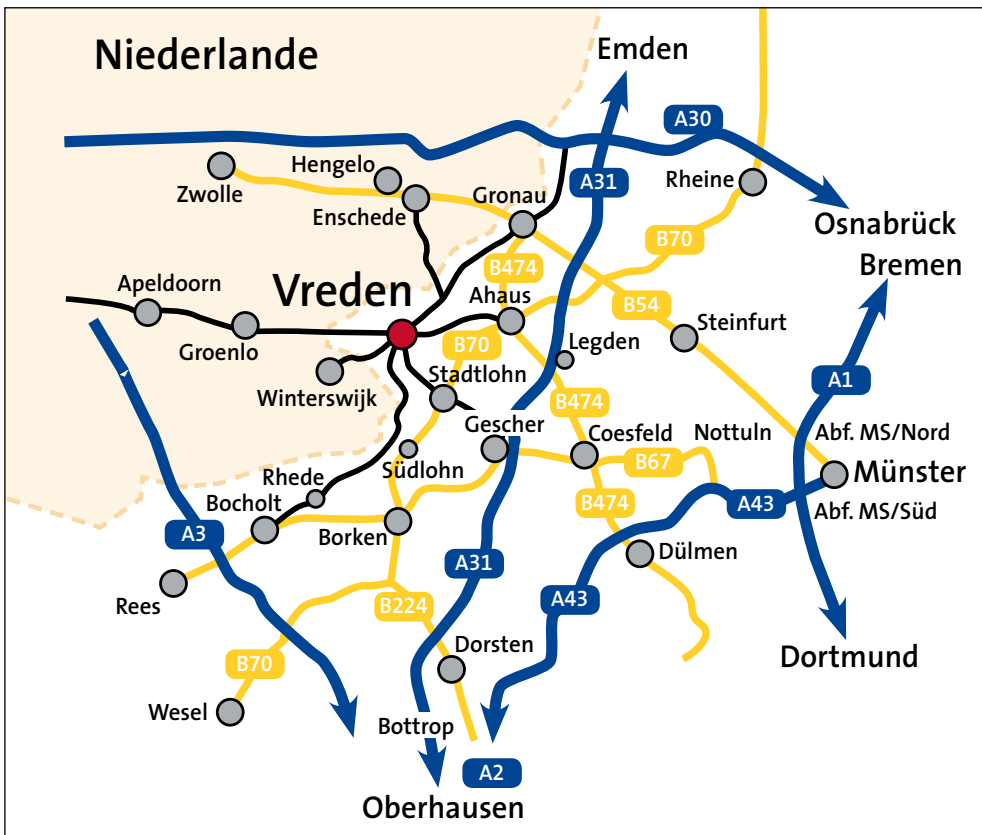 Niederlande
Emden
A30
Hengelo
Zwolle
Enschede
Gronau
A31
Rheine
Osnabrück
Bremen
B70
B474
Apeldoorn
Vreden
Ahaus
B54
Groenlo
Steinfurt
B70
Legden
Winterswijk
Stadtlohn
A1
B474
Gescher
Coesfeld
Nottuln
Abf. MS/Nord
Südlohn
B67
Münster
Rhede
Bocholt
B474
A43
Abf. MS/Süd
A3
Borken
Dülmen
A31
Rees
B224
A43
Dorsten
Dortmund
B70
Wesel
Bottrop
A2
Oberhausen